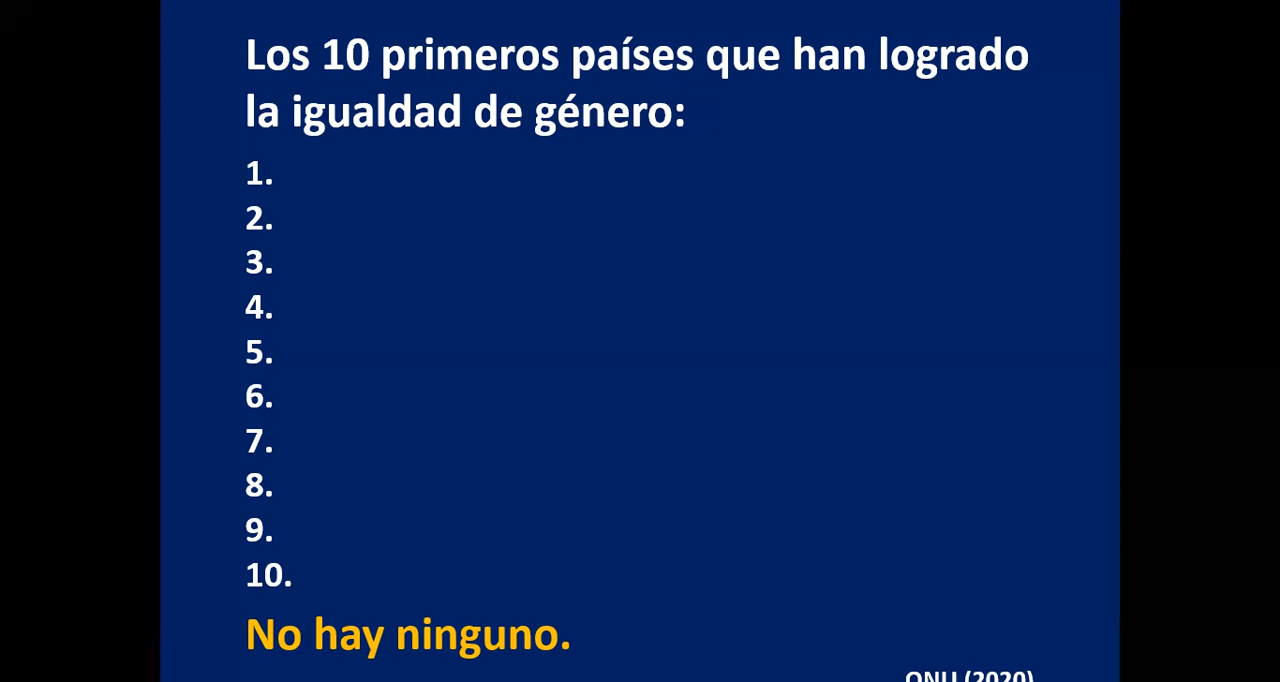 Los 10 primeros países que han logrado
la igualdad de género:
1.
2.
3.
4.
5.
6.
7.
8.
9.
10.
No hay ninguno.
ONU (2020)